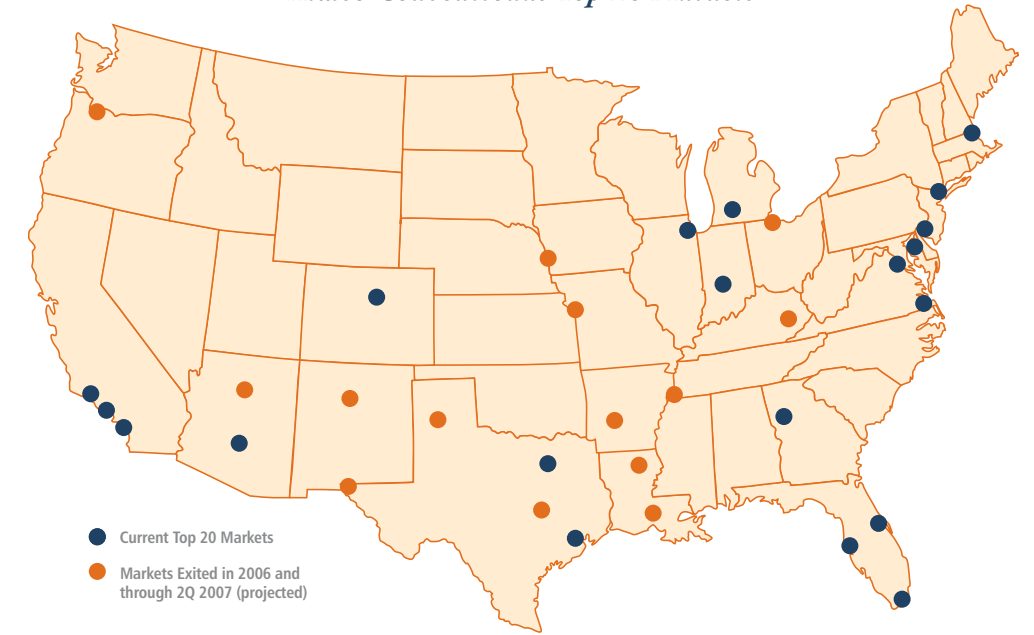 Current Top 20 Markets
Markets Exited in 2006 and
through 2Q 2007 (projected)